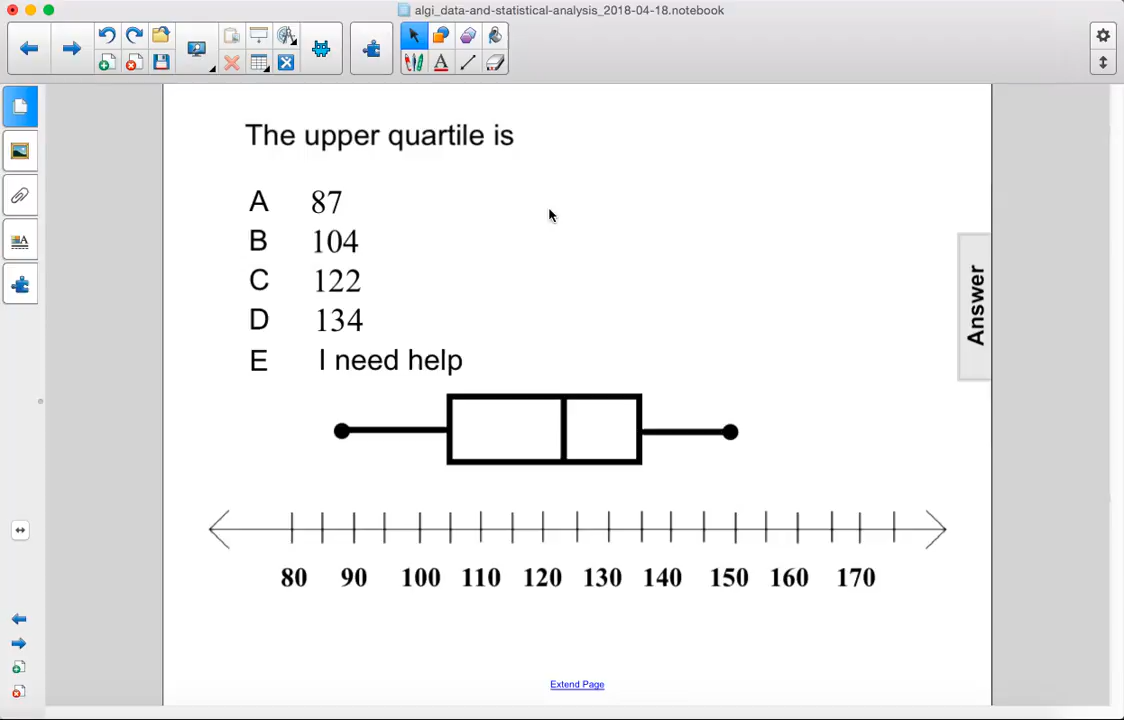 algi_data-and-statistical-analysis_2018-04-18.notebook
The upper quartile is
A 87
B 104
C 122
D 134
E I need help
Answer
80 90 100 110 120 130 140 150 160 170
Extend Page